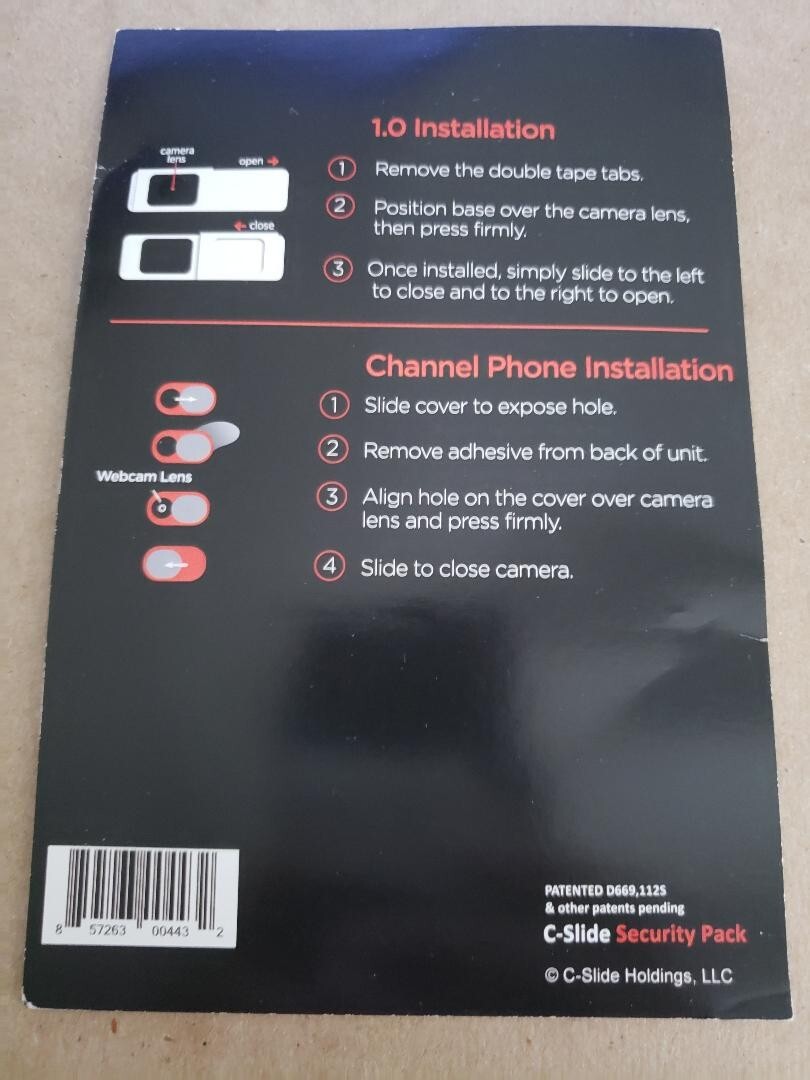 1.0 Installation
camera
lens
open
close
1 Remove the double tape tabs.
2 Position base over the camera lens,
then press firmly.
3 Once installed, simply slide to the left
to close and to the right to open.
Channel Phone Installation
1 Slide cover to expose hole.
2 Remove adhesive from back of unit.
Webcam Lens
3 Align hole on the cover over camera
lens and press firmly.
4 Slide to close camera.
8 57263 00443 2
PATENTED D669,112S
& other patents pending
C-Slide Security Pack
© C-Slide Holdings, LLC